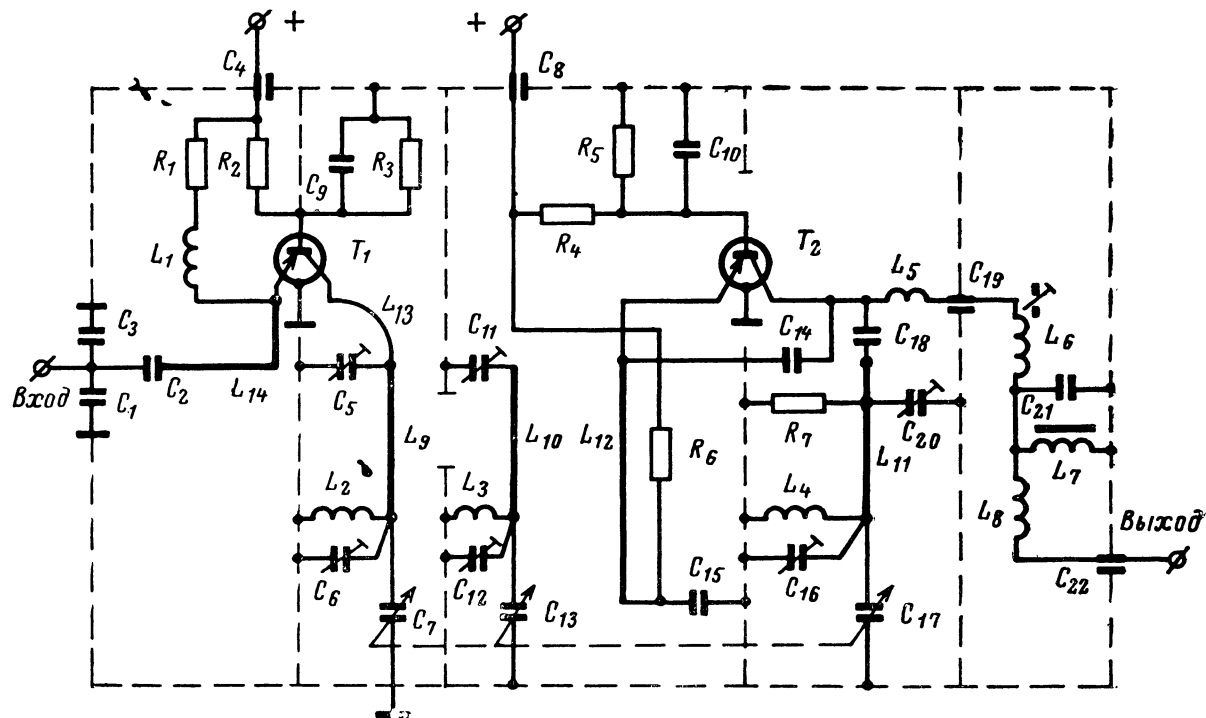 + +
C4 C8
R1 R2 C9 R3 R5 C10
R4
L1 T1 T2
L13 L5 C19
C3 C11 C14 C18 L6
Вход C1 C2 L14 C5 C21
L9 L10 L12 R6 R7 L11 C20 L7
L2 L3 L4 L8 Выход
C6 C12 C15 C16 C22
C7 C13 C17